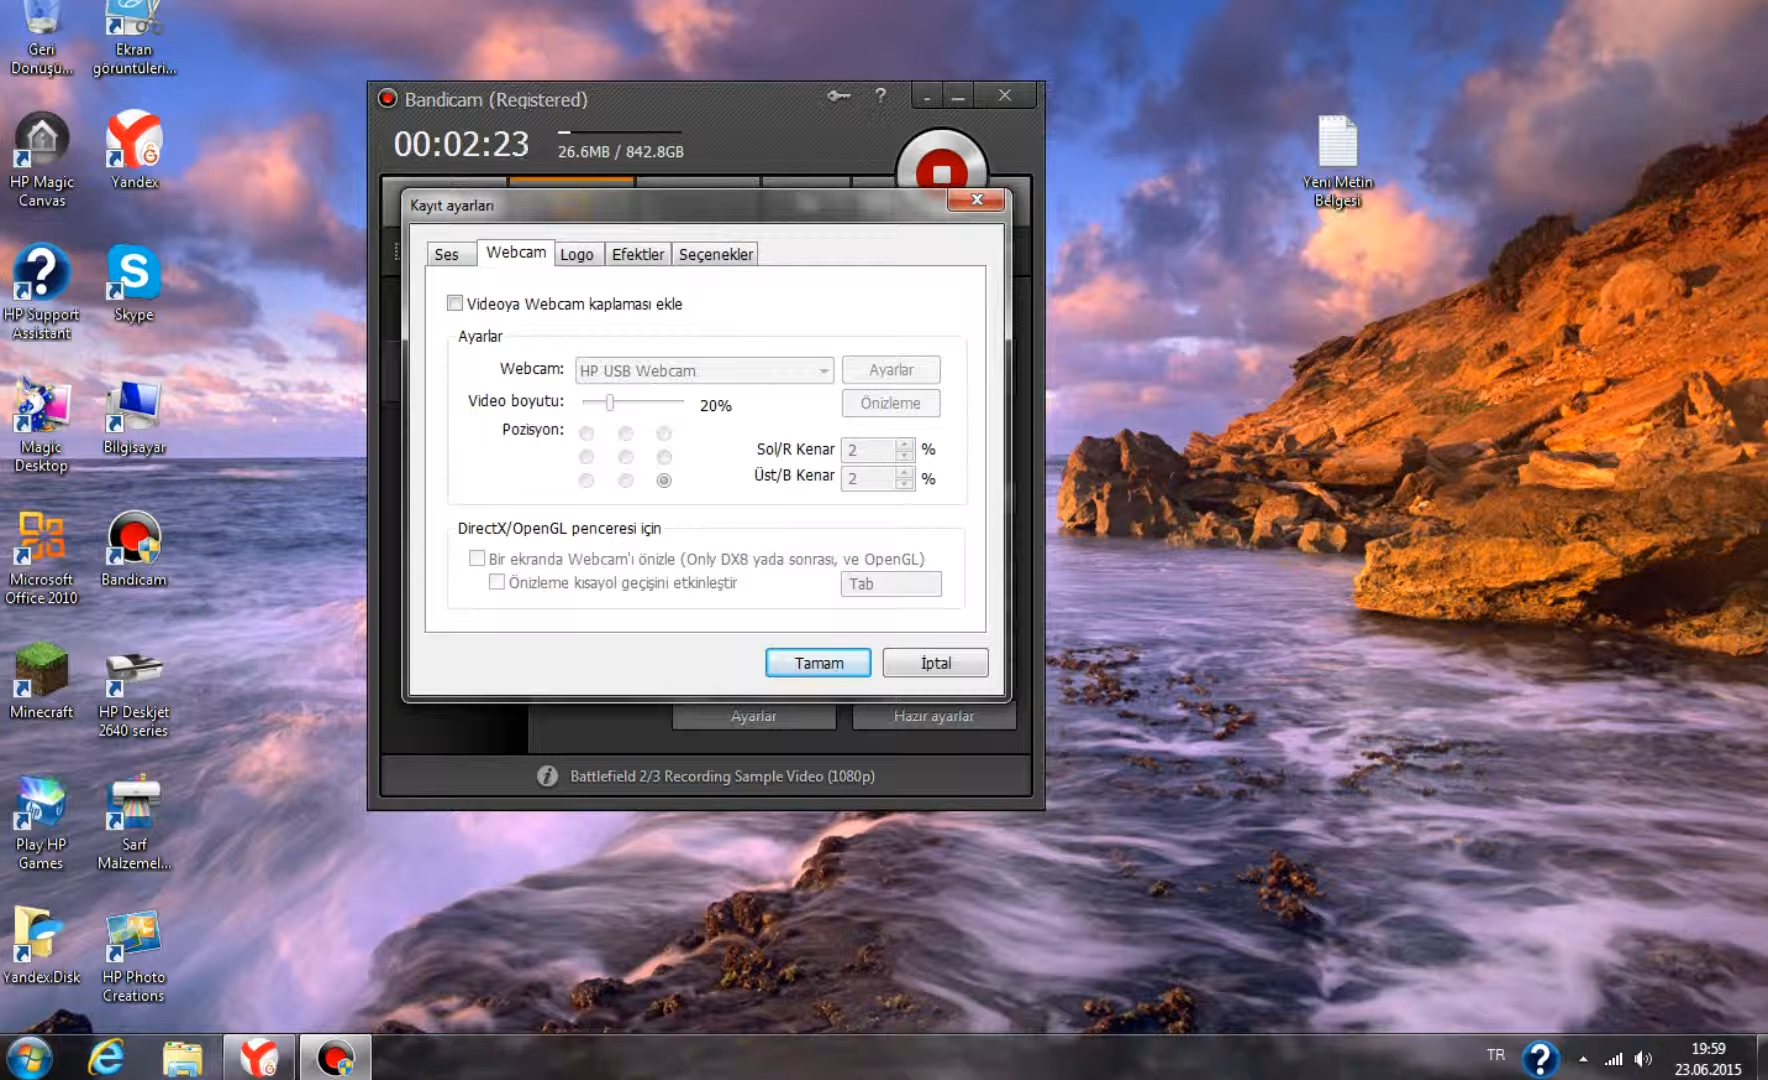 Geri
Dönüşü...
Ekran
görüntüleri...
HP Magic
Canvas
Yandex
HP Support
Assistant
Skype
Magic
Desktop
Bilgisayar
Microsoft
Office 2010
Bandicam
Minecraft
HP Deskjet
2640 series
Play HP
Games
Sarf
Malzemel...
Yandex.Disk
HP Photo
Creations
Yeni Metin
Belgesi
Bandicam (Registered)
00:02:23
26.6MB / 842.8GB
Kayıt ayarları
Ses
Webcam
Logo
Efektler
Seçenekler
Videoya Webcam kaplaması ekle
Ayarlar
Webcam: HP USB Webcam Ayarlar
Video boyutu: 20% Önizleme
Pozisyon:
Sol/R Kenar 2 %
Üst/B Kenar 2 %
DirectX/OpenGL penceresi için
Bir ekranda Webcam'ı önizle (Only DX8 yada sonrası, ve OpenGL)
Önizleme kısayol geçişini etkinleştir Tab
Tamam İptal
Ayarlar Hazır ayarlar
Battlefield 2/3 Recording Sample Video (1080p)
TR
19:59
23.06.2015